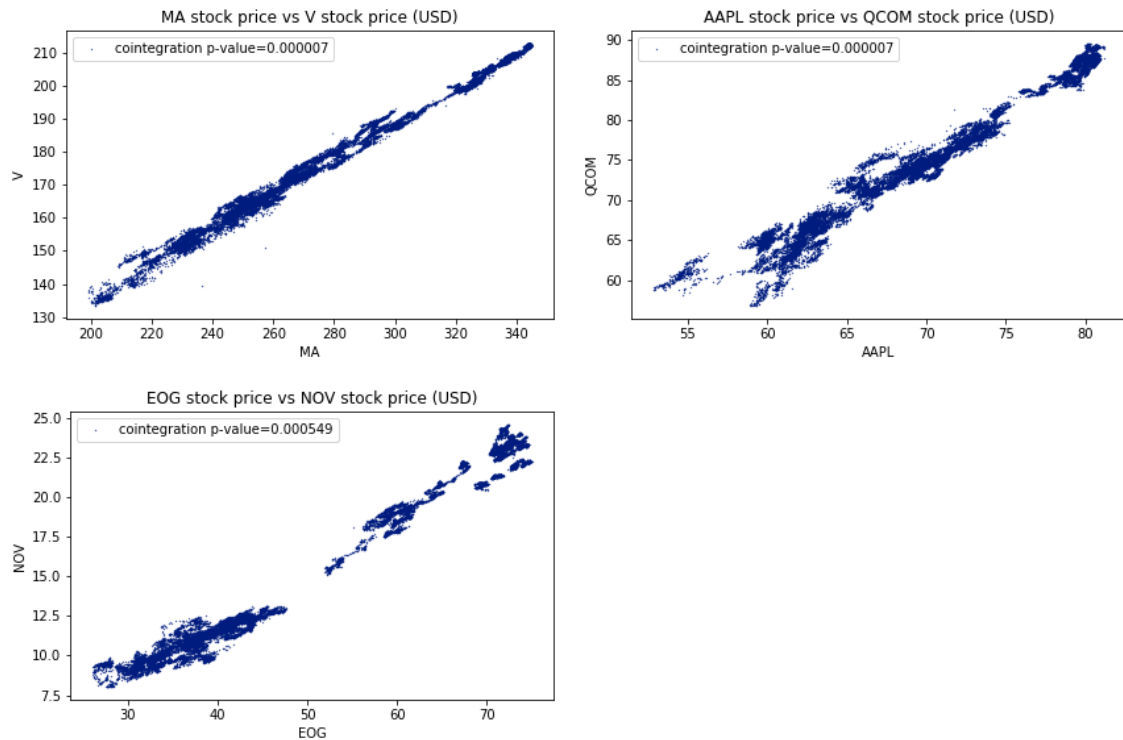 MA stock price vs V stock price (USD)
cointegration p-value=0.000007
210
200
190
180
170
160
150
140
130
V
200 220 240 260 280 300 320 340
MA
AAPL stock price vs QCOM stock price (USD)
cointegration p-value=0.000007
90
85
80
75
70
65
60
QCOM
55 60 65 70 75 80
AAPL
EOG stock price vs NOV stock price (USD)
cointegration p-value=0.000549
25.0
22.5
20.0
17.5
15.0
12.5
10.0
7.5
NOV
30 40 50 60 70
EOG